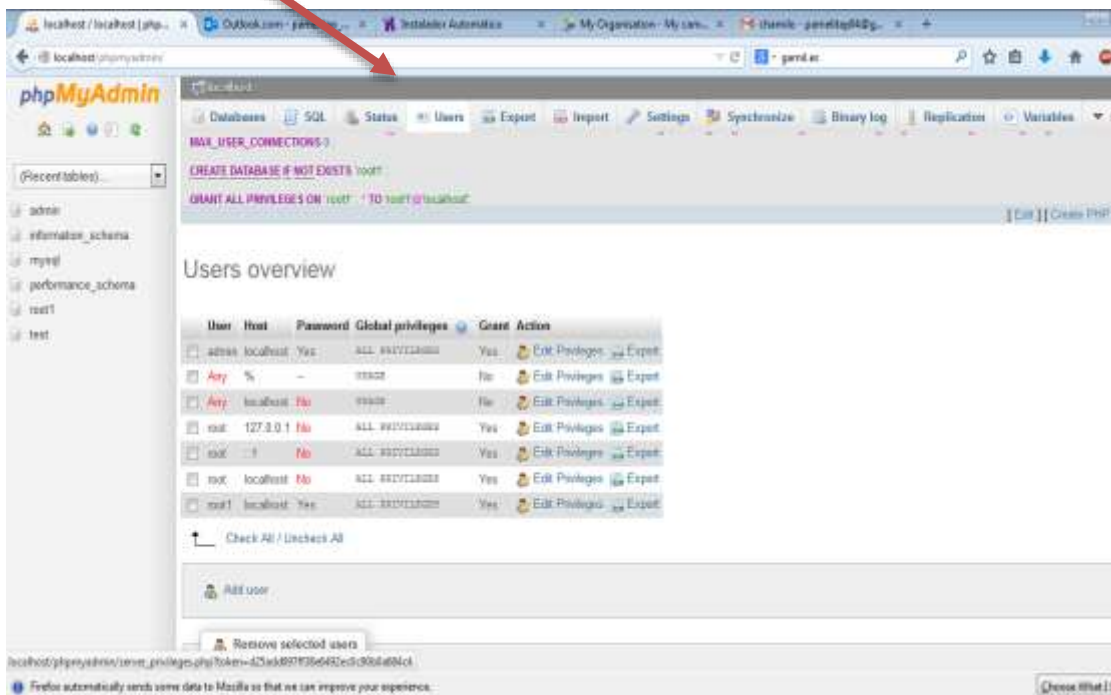 localhost / localhost | php...
Outlook.com -
Instalador Automático
My Organisation - My
localhost/phpmyadmin/
phpMyAdmin
localhost
Databases SQL Status Users Export Import Settings Synchronize Binary log Replication Variables
MAX_USER_CONNECTIONS 0
CREATE DATABASE IF NOT EXISTS `root1`
GRANT ALL PRIVILEGES ON `root1` . * TO 'root1'@'localhost'
[ Edit ] [ Create PHP
(Recent tables) ...
admin
information_schema
mysql
performance_schema
root1
test
Users overview
User Host Password Global privileges Grant Action
admin localhost Yes ALL PRIVILEGES Yes Edit Privileges Export
Any % -- USAGE No Edit Privileges Export
Any localhost No USAGE No Edit Privileges Export
root 127.0.0.1 No ALL PRIVILEGES Yes Edit Privileges Export
root ::1 No ALL PRIVILEGES Yes Edit Privileges Export
root localhost No ALL PRIVILEGES Yes Edit Privileges Export
root1 localhost Yes ALL PRIVILEGES Yes Edit Privileges Export
Check All / Uncheck All
Add user
Remove selected users
Firefox automatically sends some data to Mozilla so that we can improve your experience.
Choose What I